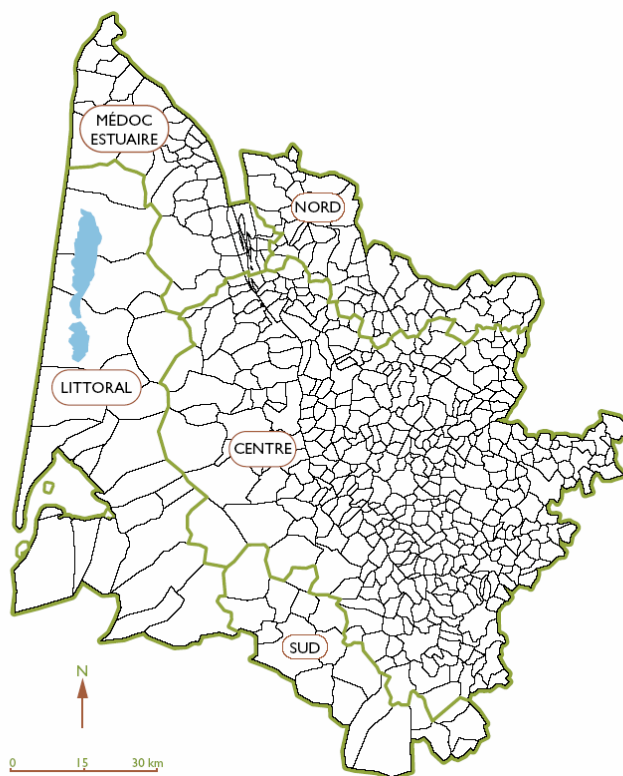 MÉDOC
ESTUAIRE
NORD
LITTORAL
CENTRE
SUD
N
0 15 30 km